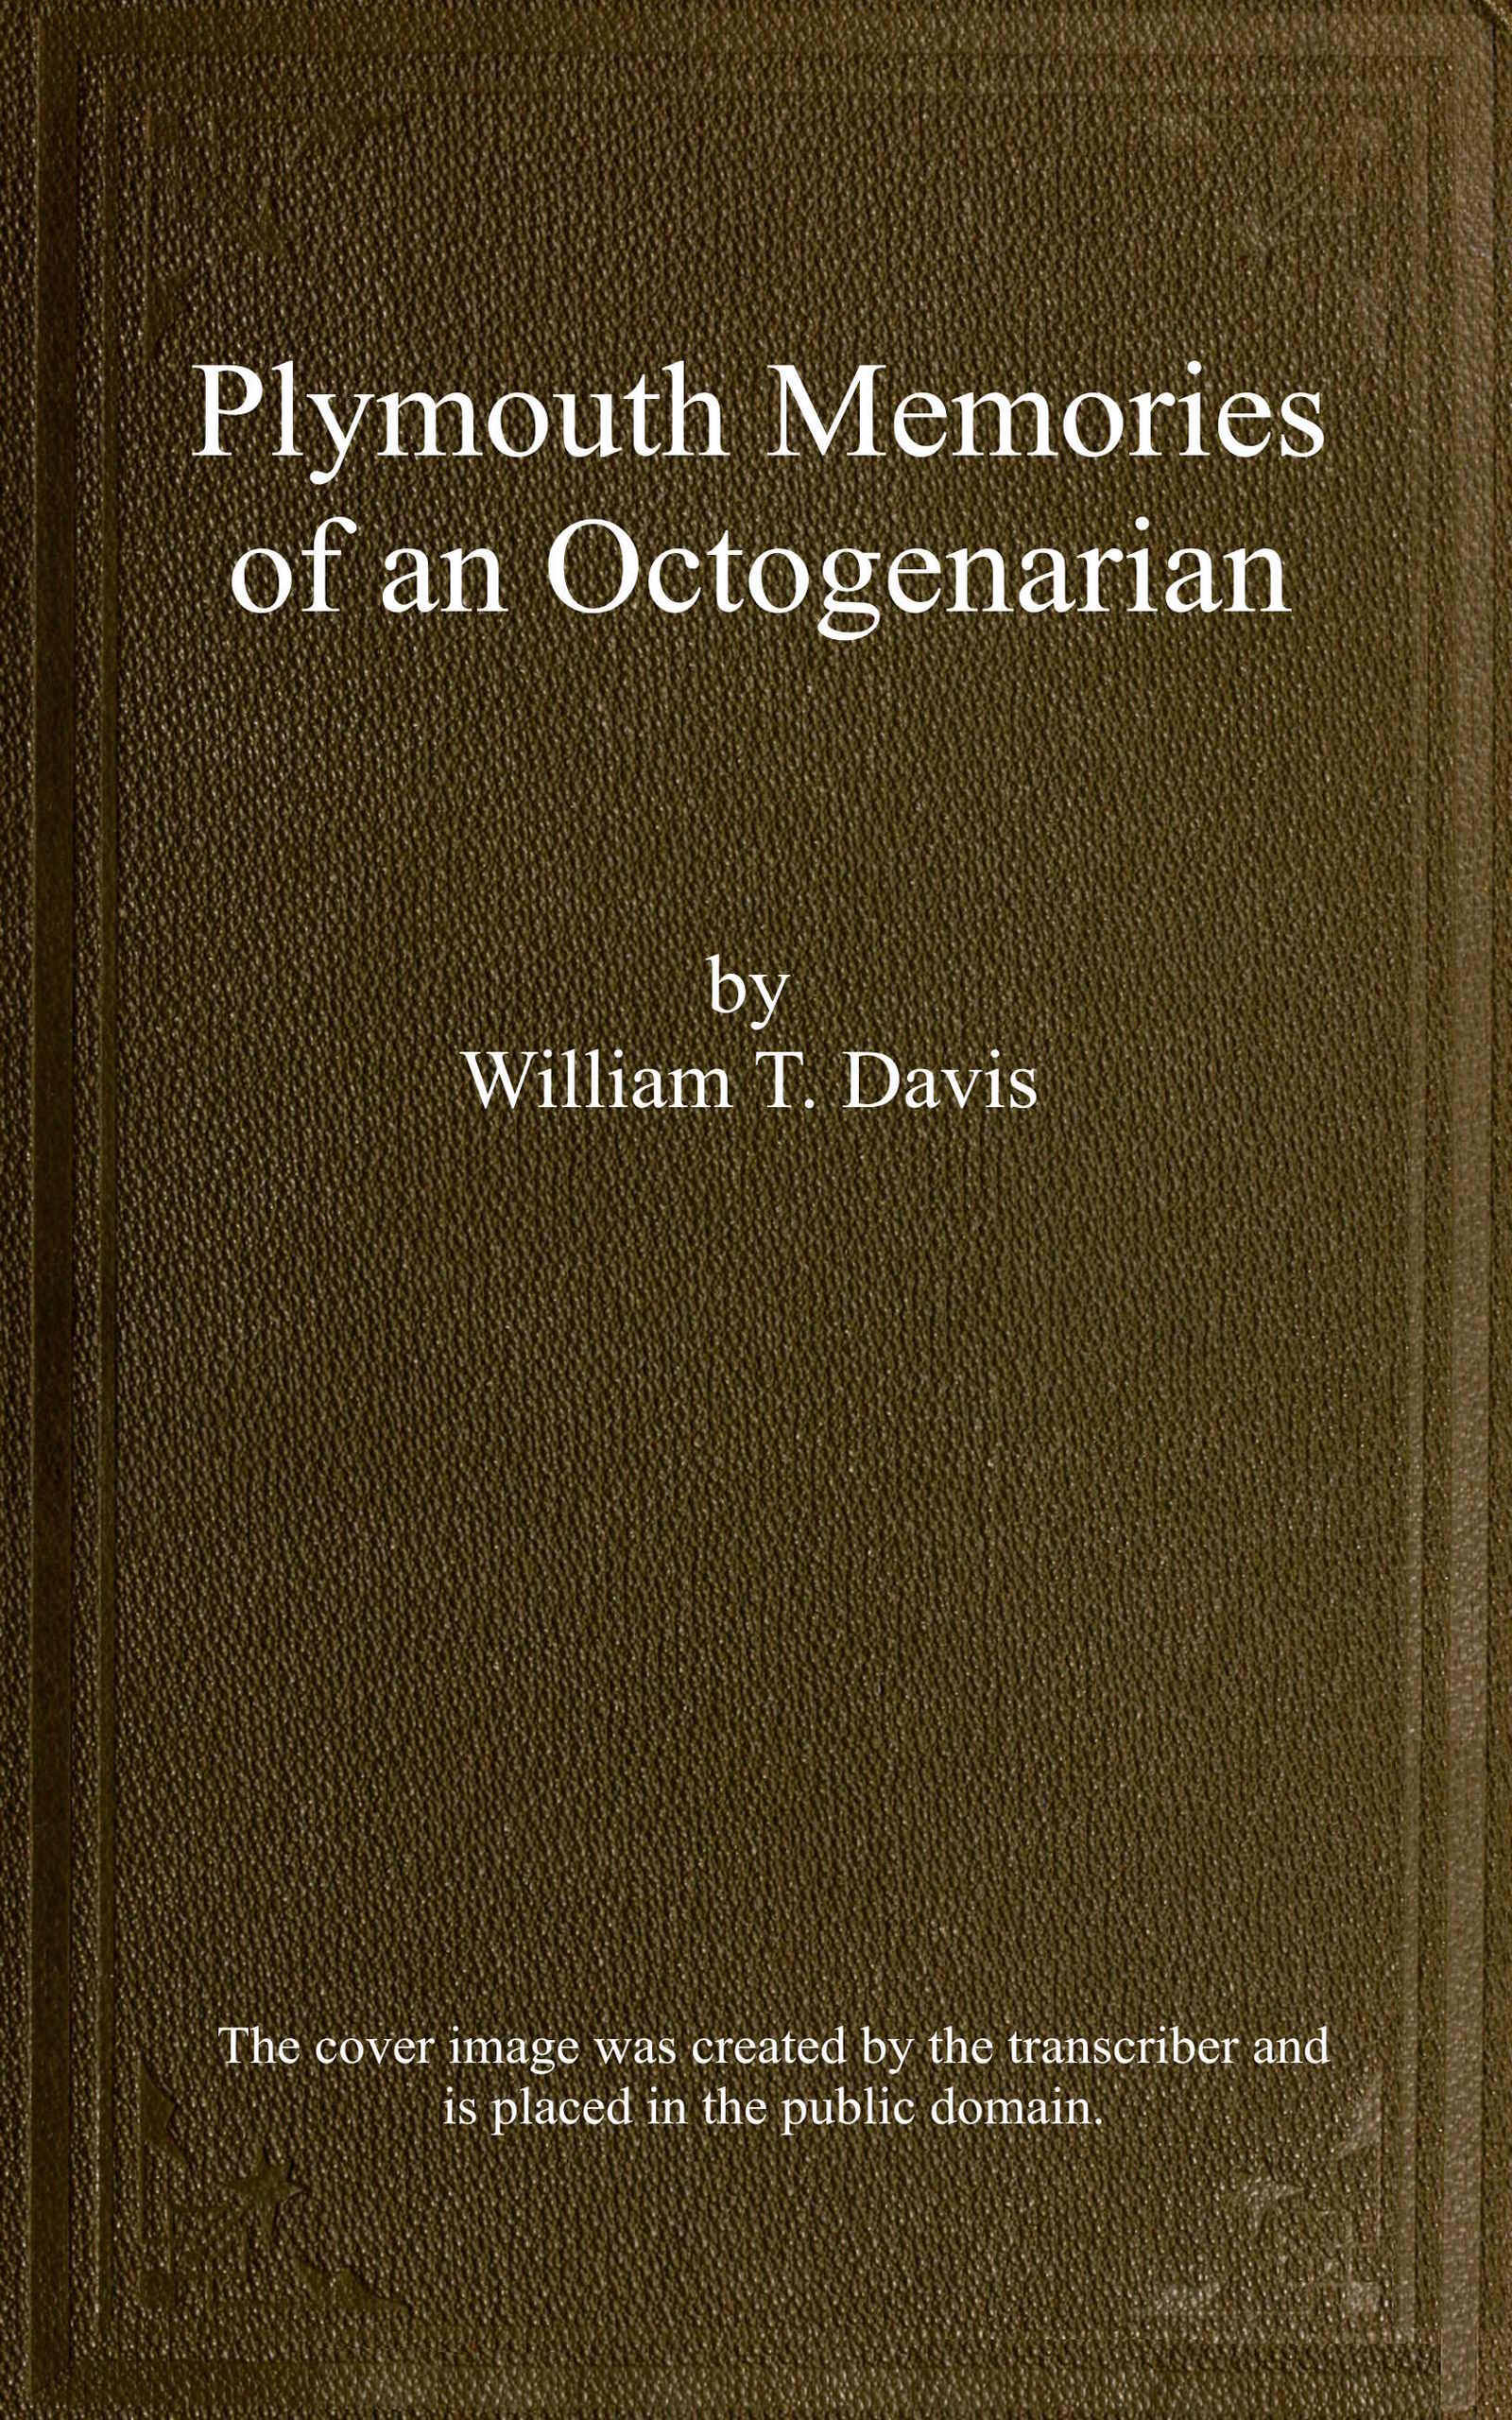 Plymouth Memories
of an Octogenarian
by
William T. Davis
The cover image was created by the transcriber and
is placed in the public domain.